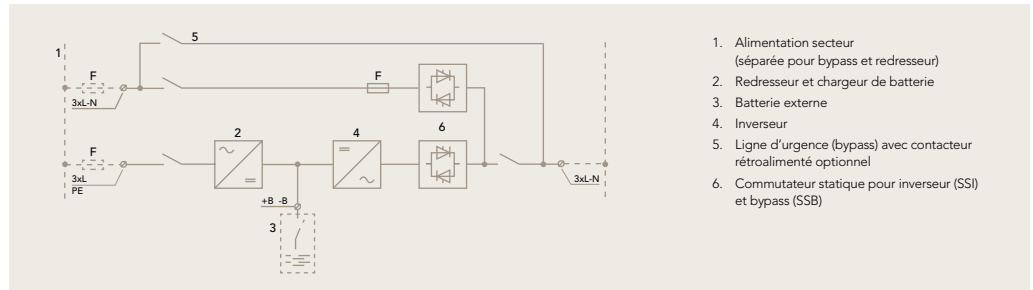 5
1
F
F
3xL-N
2
4
6
F
3xL
PE
3xL-N
+B -B
3
1. Alimentation secteur
(séparée pour bypass et redresseur)
2. Redresseur et chargeur de batterie
3. Batterie externe
4. Inverseur
5. Ligne d'urgence (bypass) avec contacteur
rétroalimenté optionnel
6. Commutateur statique pour inverseur (SSI)
et bypass (SSB)